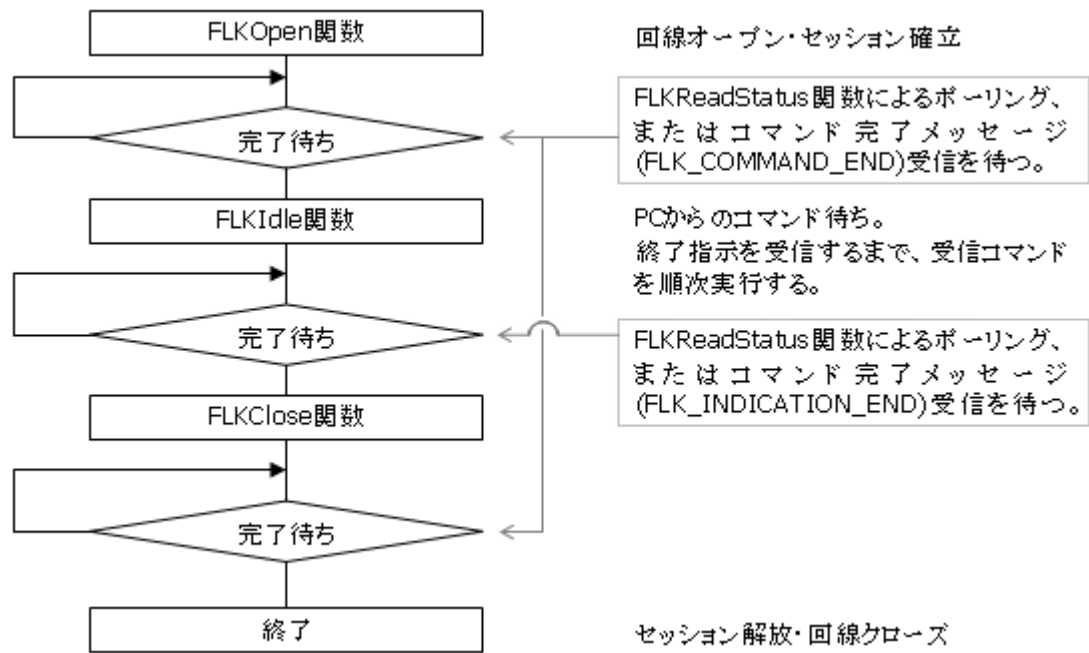 FLKOpen関数
回線オープン・セッション確立
FLKReadStatus関数によるポーリング、
またはコマンド完了メッセージ
(FLK_COMMAND_END)受信を待つ。
完了待ち
FLKIdle関数
PCからのコマンド待ち。
終了指示を受信するまで、受信コマンド
を順次実行する。
完了待ち
FLKReadStatus関数によるポーリング、
またはコマンド完了メッセージ
(FLK_INDICATION_END)受信を待つ。
FLKClose関数
完了待ち
終了
セッション解放・回線クローズ